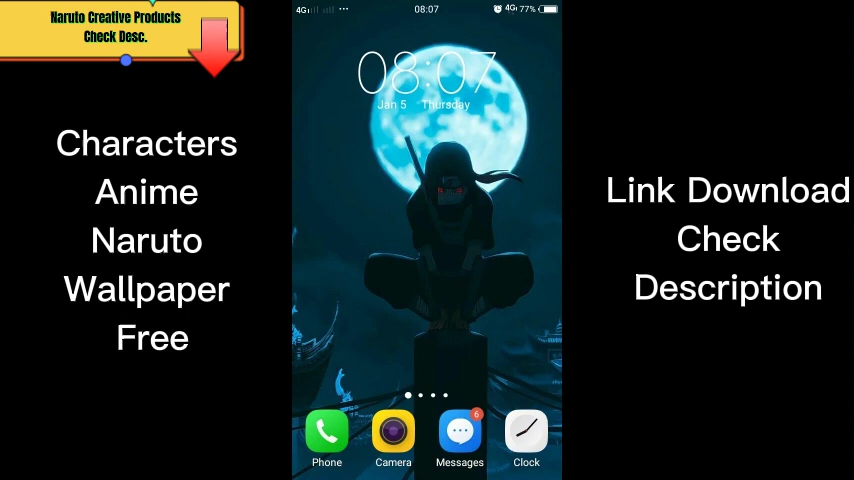 Naruto Creative Products
Check Desc.
Characters
Anime
Naruto
Wallpaper
Free
4G
08:07
4G 77%
08:07
Jan 5 Thursday
6
Phone Camera Messages Clock
Link Download
Check
Description